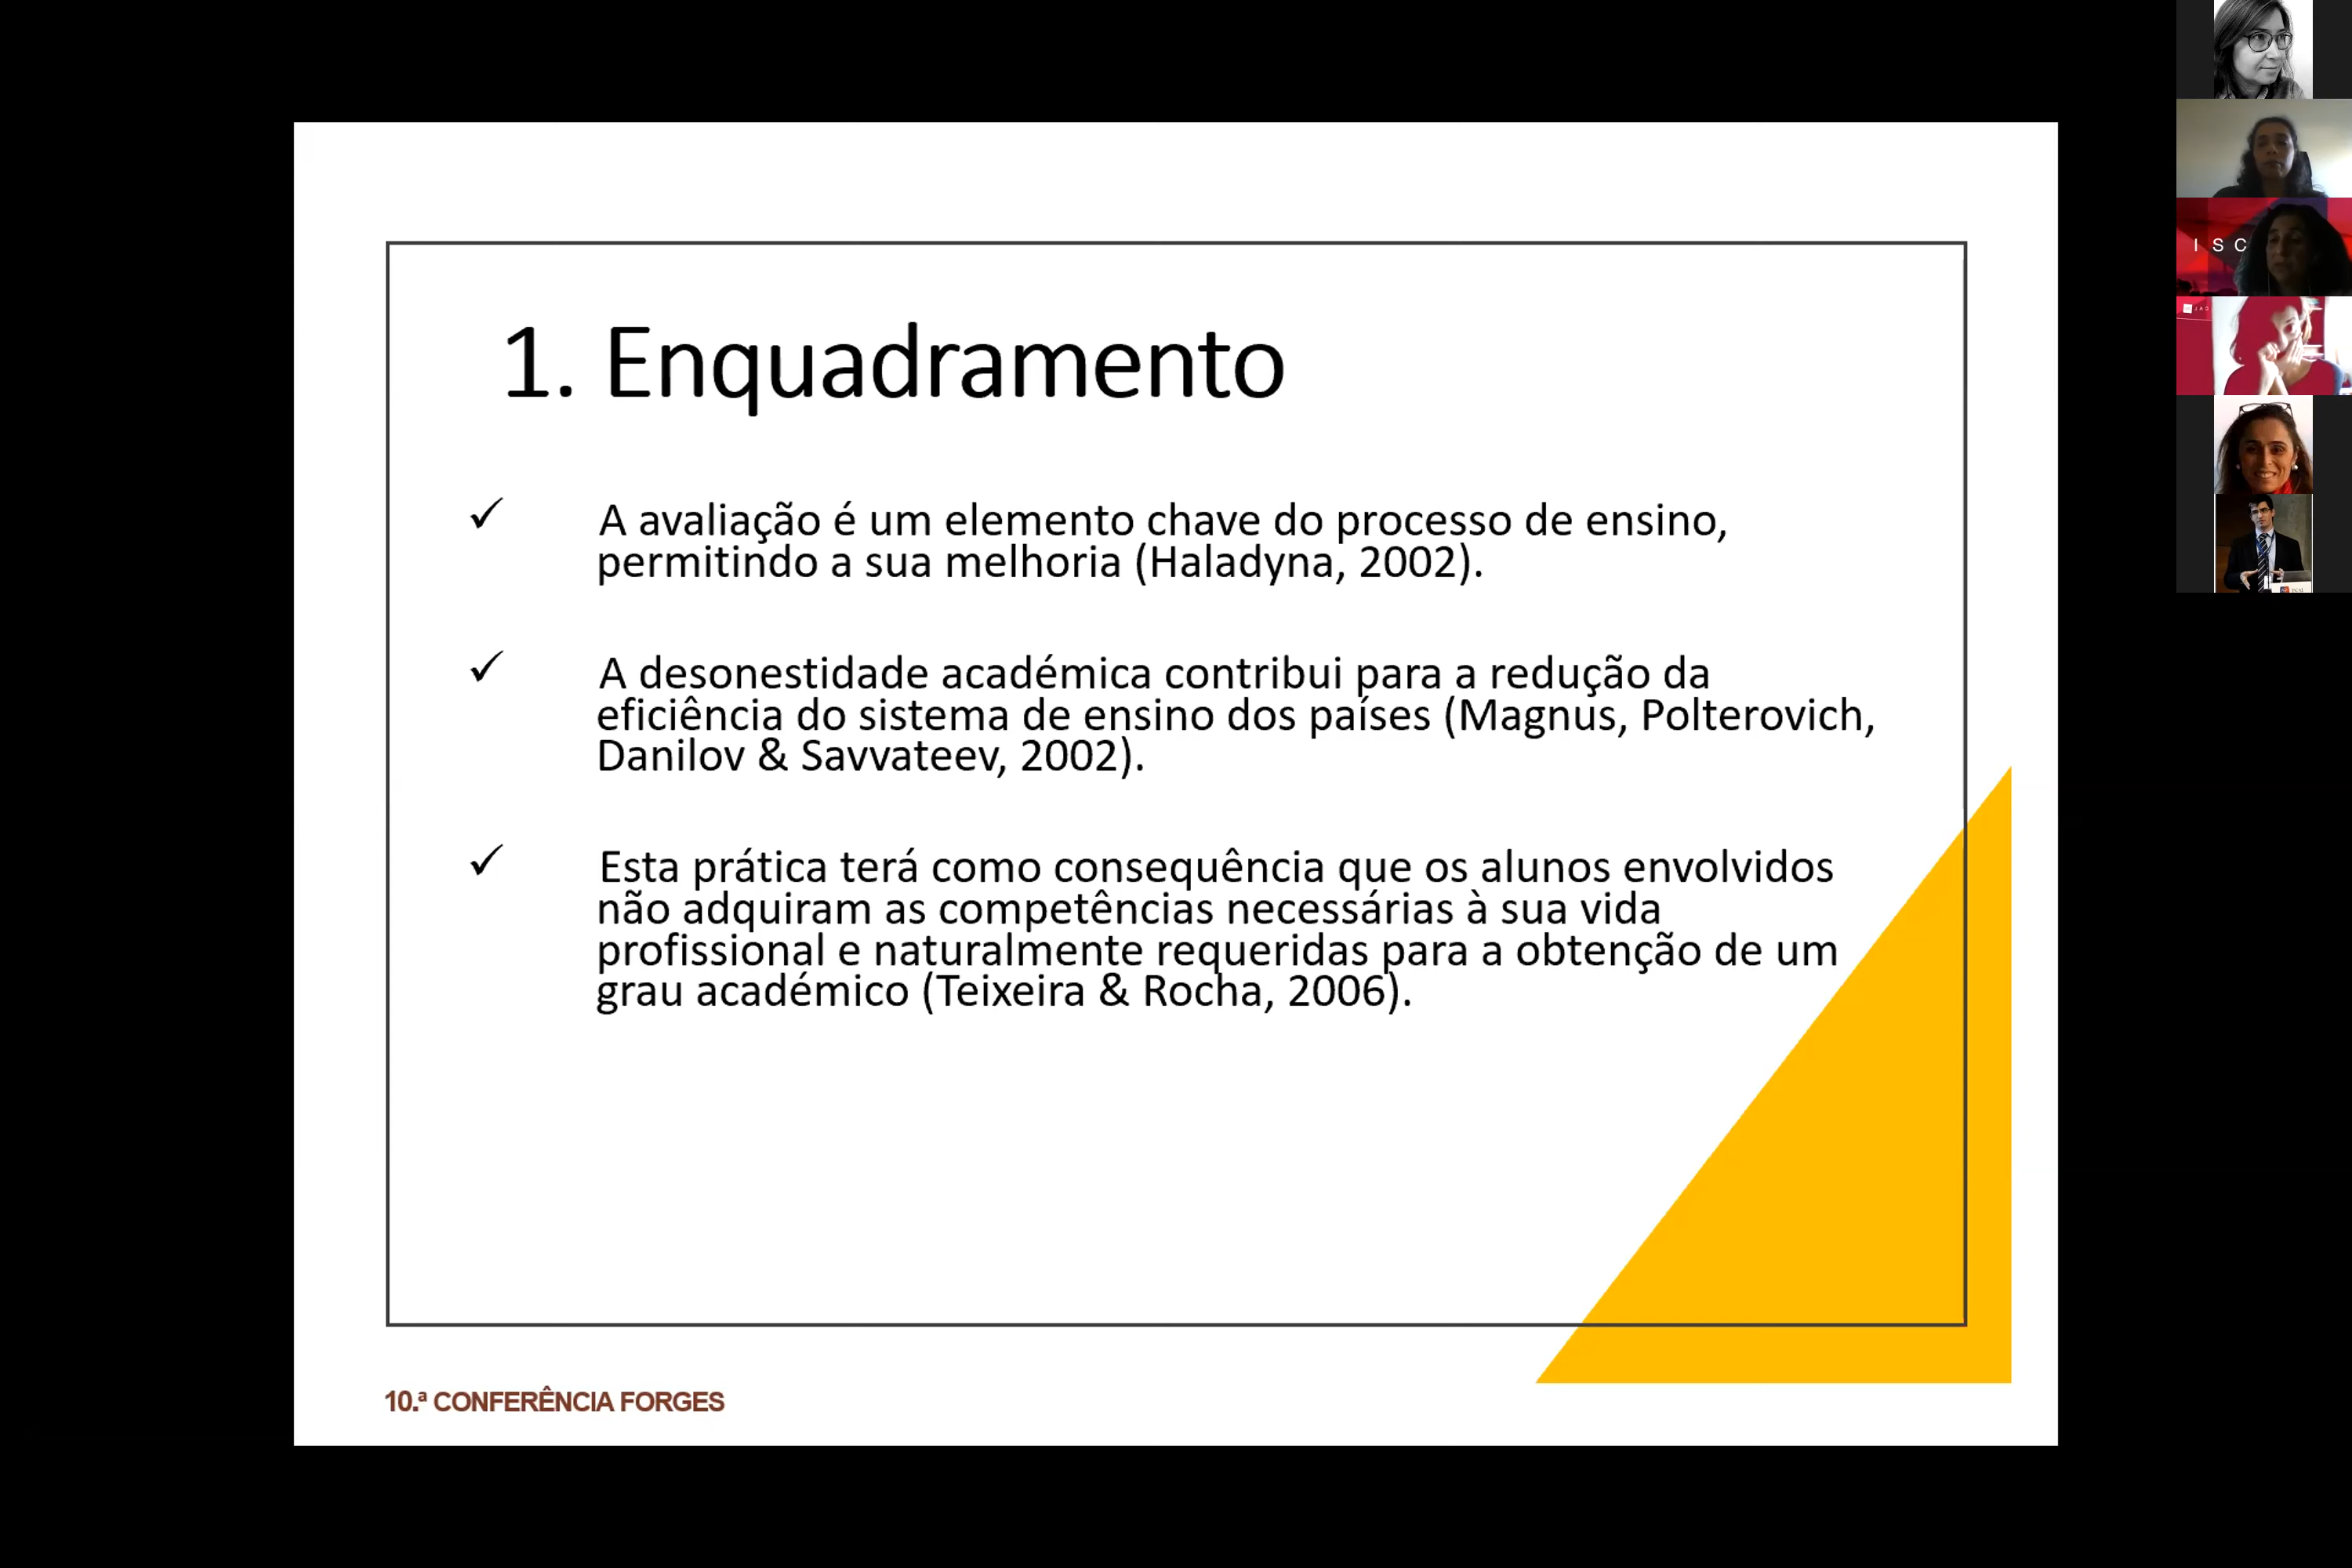 1. Enquadramento
✓ A avaliação é um elemento chave do processo de ensino,
permitindo a sua melhoria (Haladyna, 2002).
✓ A desonestidade académica contribui para a redução da
eficiência do sistema de ensino dos países (Magnus, Polterovich,
Danilov & Savvateev, 2002).
✓ Esta prática terá como consequência que os alunos envolvidos
não adquiram as competências necessárias à sua vida
profissional e naturalmente requeridas para a obtenção de um
grau académico (Teixeira & Rocha, 2006).
10.ª CONFERÊNCIA FORGES
I S C